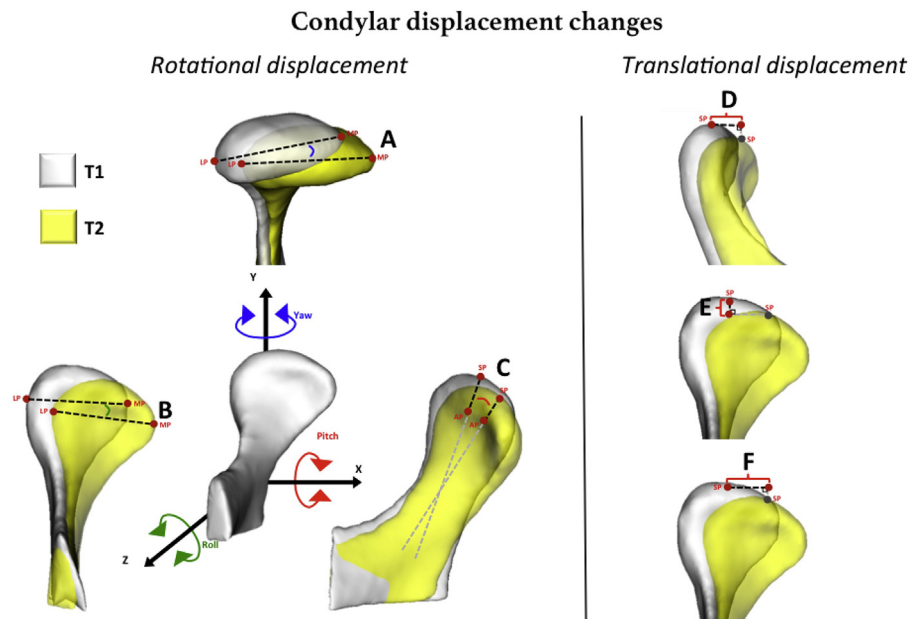 Condylar displacement changes
Rotational displacement
Translational displacement
D
SP
SP
A
MP
LP
LP
MP
T1
T2
Y
Yaw
E
SP
SP
C
SP
SP
AP
AP
B
LP
LP
MP
MP
Pitch
X
F
SP
SP
Roll
Z